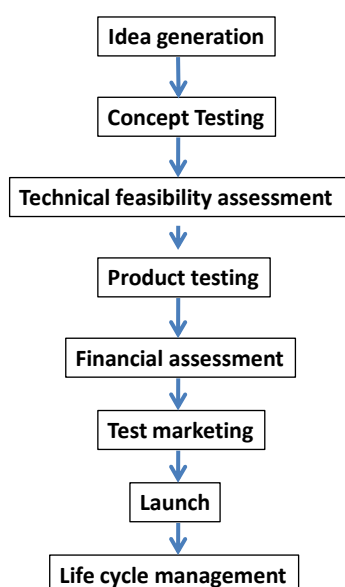 Idea generation
Concept Testing
Technical feasibility assessment
Product testing
Financial assessment
Test marketing
Launch
Life cycle management